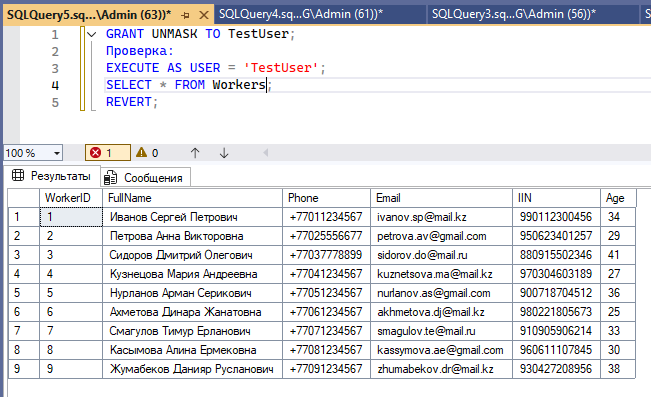 SQLQuery5.sq...\Admin (63))* SQLQuery4.sq...G\Admin (61))* SQLQuery3.sq...G\Admin (56))*
1 GRANT UNMASK TO TestUser;
2 Проверка:
3 EXECUTE AS USER = 'TestUser';
4 SELECT * FROM Workers;
5 REVERT;
100 % 1 0
Результаты Сообщения
WorkerID FullName Phone Email IIN Age
1 1 Иванов Сергей Петрович +77011234567 ivanov.sp@mail.kz 990112300456 34
2 2 Петрова Анна Викторовна +77025556677 petrova.av@gmail.com 950623401257 29
3 3 Сидоров Дмитрий Олегович +77037778899 sidorov.do@mail.ru 880915502346 41
4 4 Кузнецова Мария Андреевна +77041234567 kuznetsova.ma@mail.kz 970304603189 27
5 5 Нурланов Арман Серикович +77051234567 nurlanov.as@gmail.com 900718704512 36
6 6 Ахметова Динара Жанатовна +77061234567 akhmetova.dj@mail.kz 980221805673 25
7 7 Смагулов Тимур Ерланович +77071234567 smagulov.te@mail.ru 910905906214 33
8 8 Касымова Алина Ермековна +77081234567 kassymova.ae@gmail.com 960611107845 30
9 9 Жумабеков Данияр Русланович +77091234567 zhumabekov.dr@mail.kz 930427208956 38